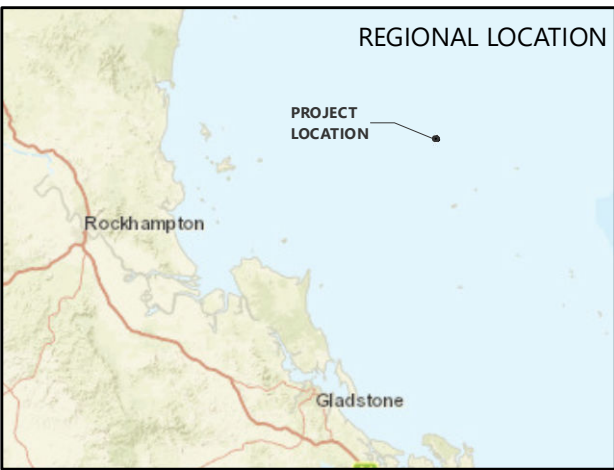 REGIONAL LOCATION
PROJECT
LOCATION
Rockhampton
Gladstone